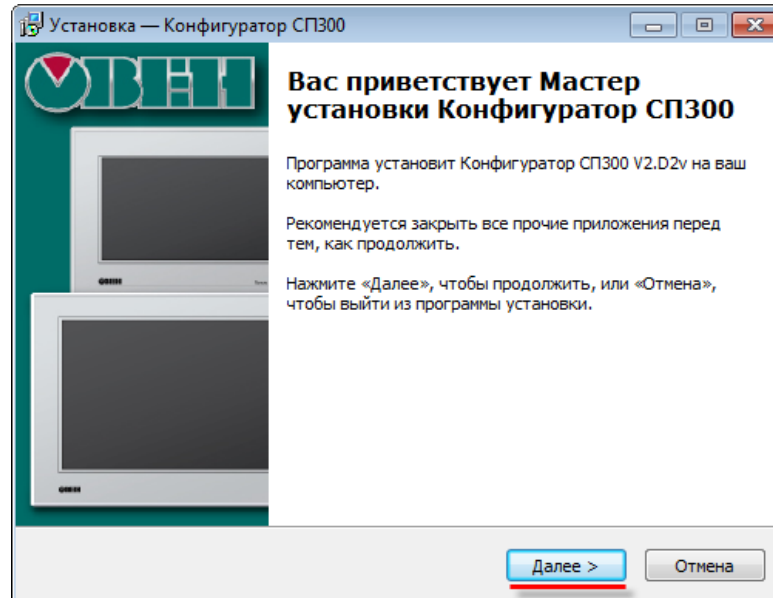 Установка — Конфигуратор СП300
ОВЕН
Вас приветствует Мастер
установки Конфигуратор СП300
Программа установит Конфигуратор СП300 V2.D2v на ваш
компьютер.
Рекомендуется закрыть все прочие приложения перед
тем, как продолжить.
Нажмите «Далее», чтобы продолжить, или «Отмена»,
чтобы выйти из программы установки.
Далее >
Отмена